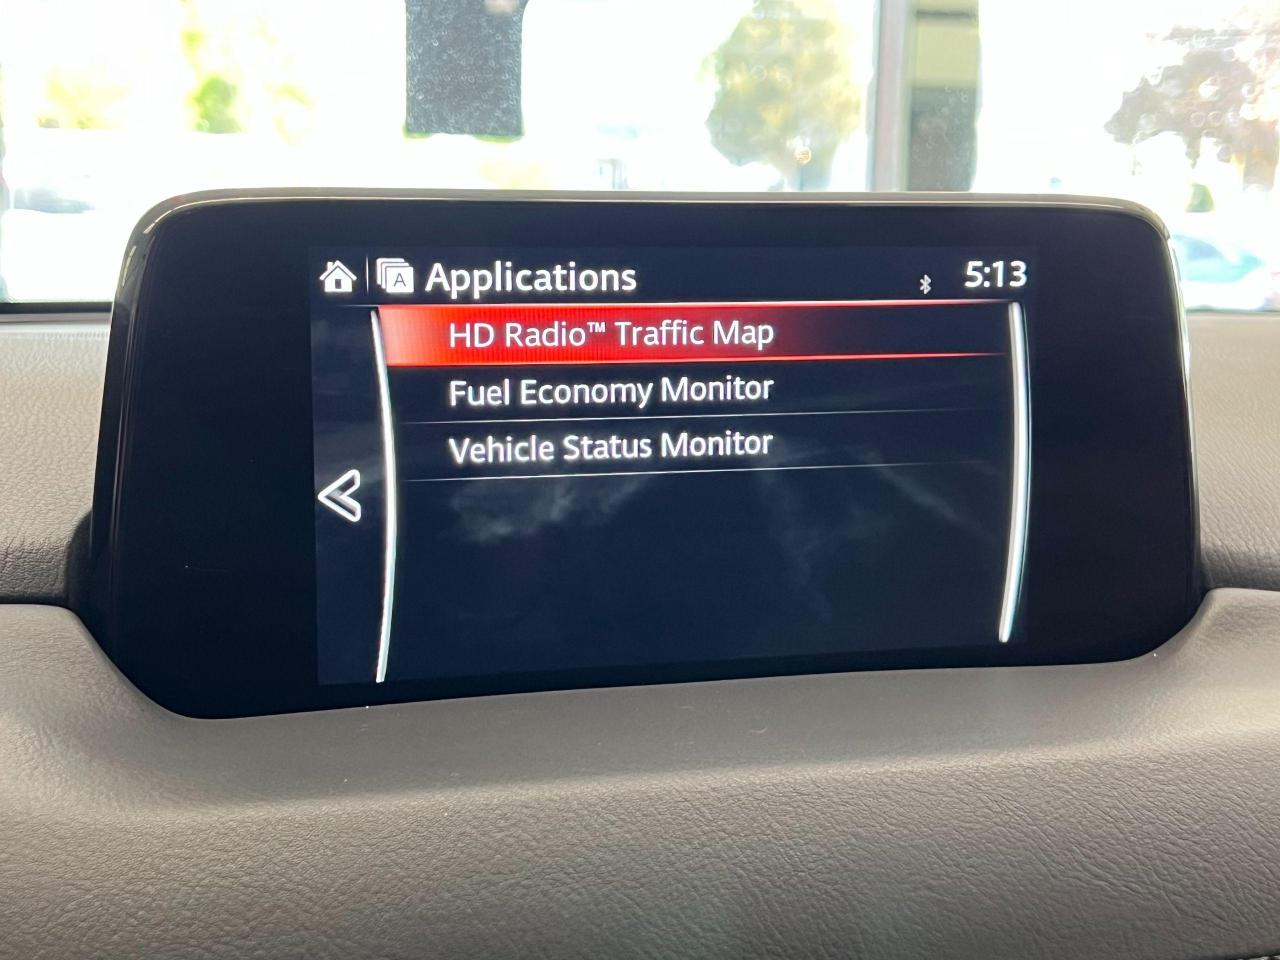 A Applications 5:13
HD Radio™ Traffic Map
Fuel Economy Monitor
Vehicle Status Monitor